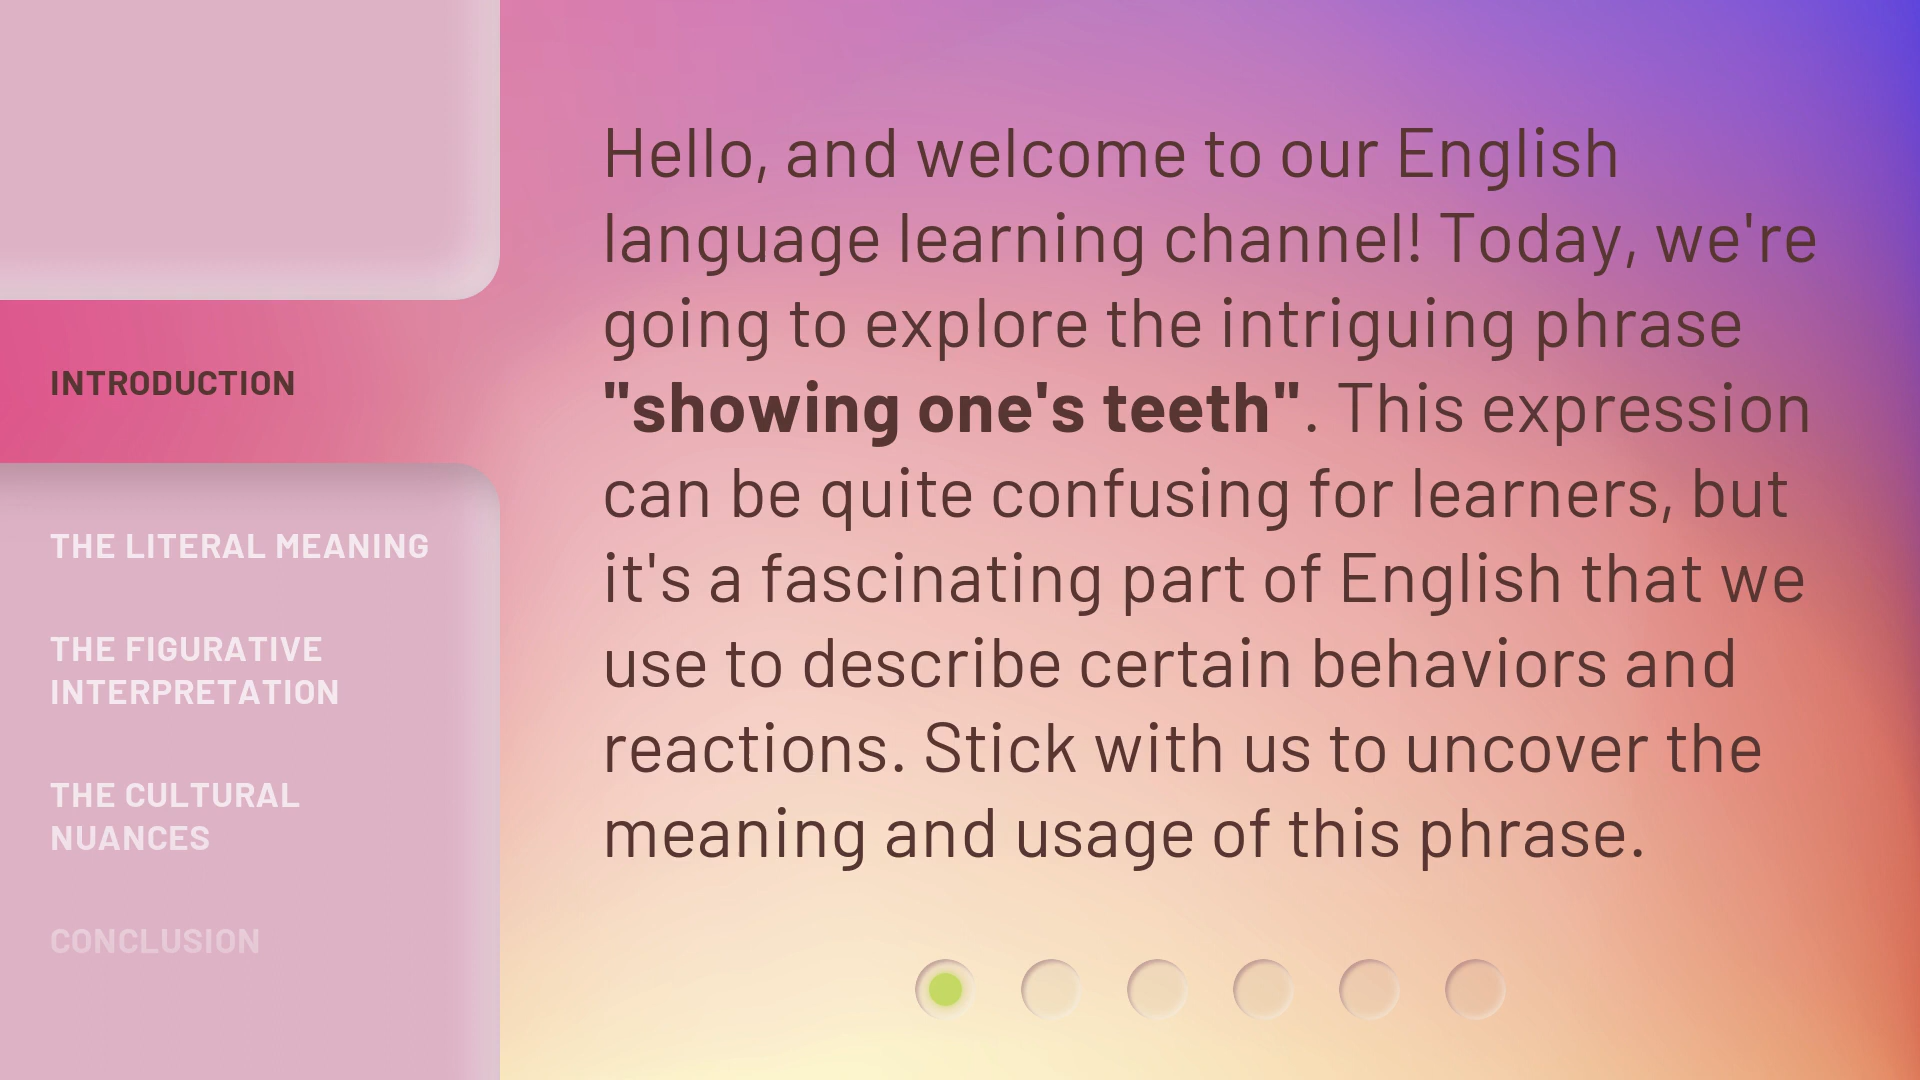 INTRODUCTION
THE LITERAL MEANING
THE FIGURATIVE
INTERPRETATION
THE CULTURAL
NUANCES
CONCLUSION
Hello, and welcome to our English
language learning channel! Today, we're
going to explore the intriguing phrase
"showing one's teeth". This expression
can be quite confusing for learners, but
it's a fascinating part of English that we
use to describe certain behaviors and
reactions. Stick with us to uncover the
meaning and usage of this phrase.